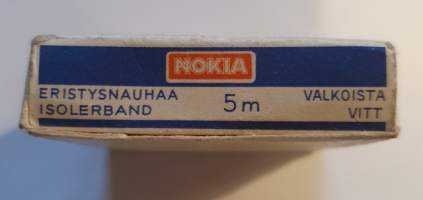 NOKIA
ERISTYSNAUHAA 5 m VALKOISTA
ISOLERBAND VITT